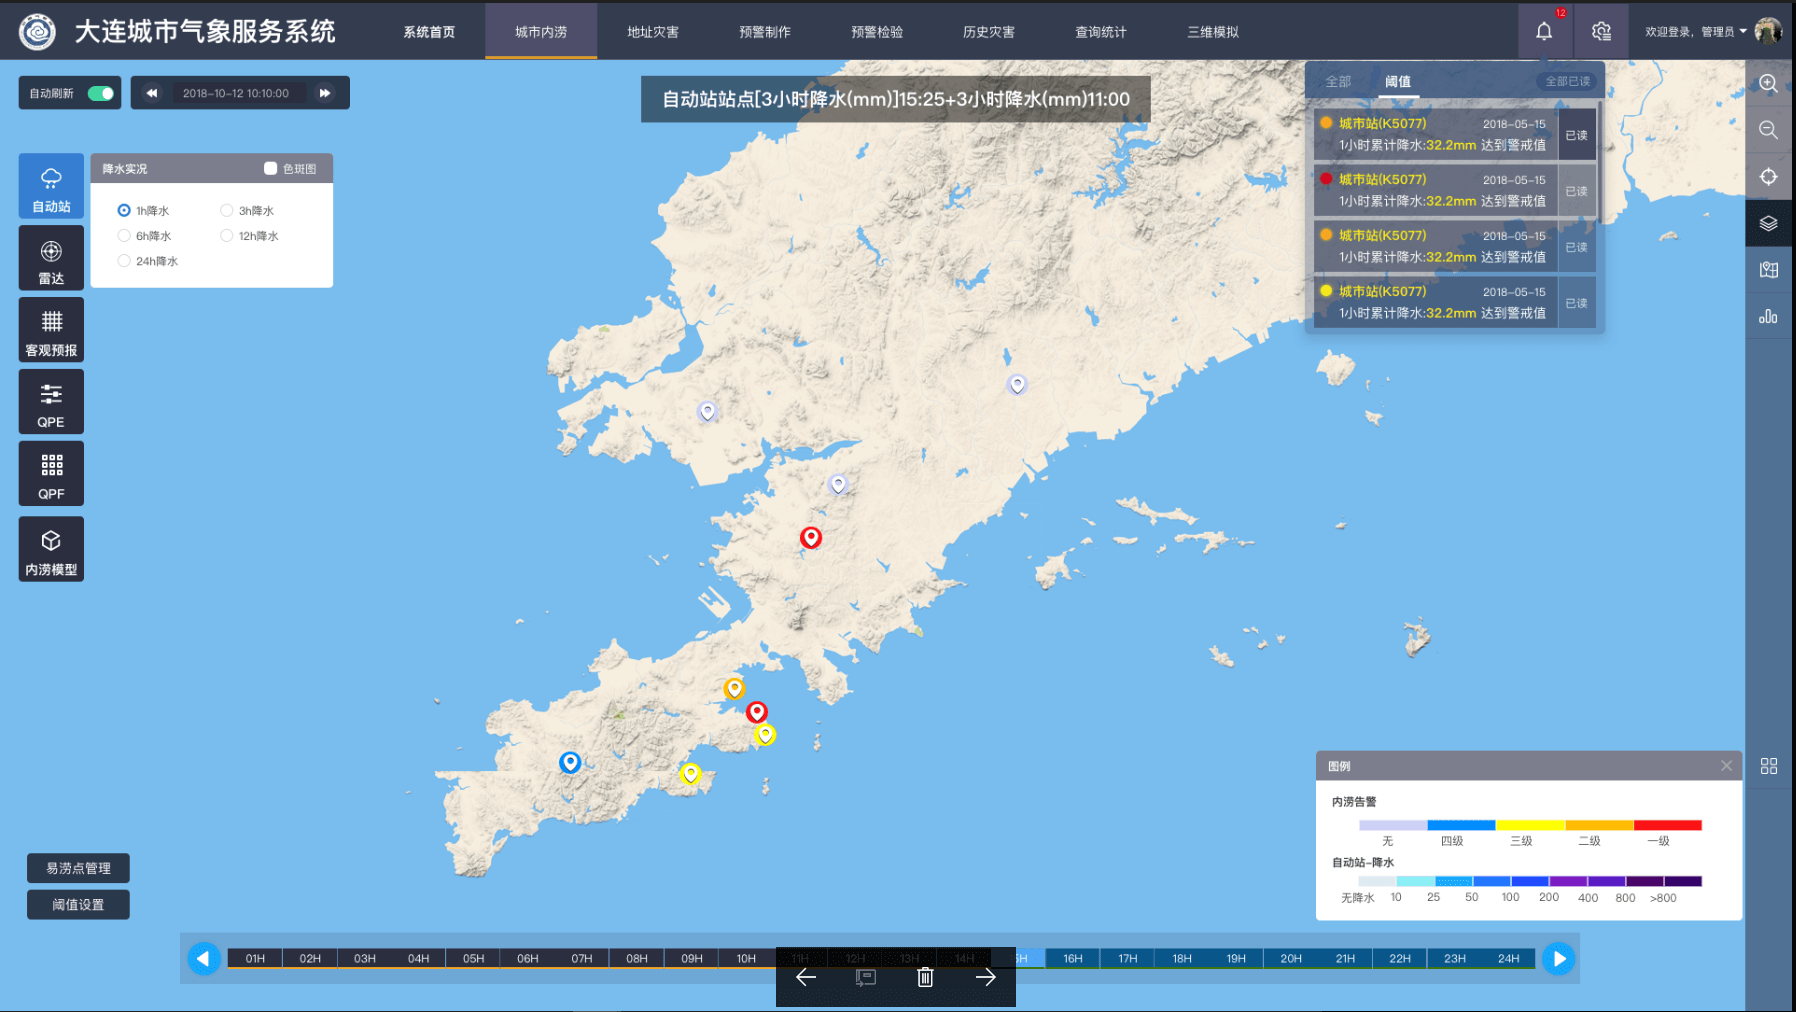 大连城市气象服务系统
系统首页 城市内涝 地址灾害 预警制作 预警检验 历史灾害 查询统计 三维模拟
12
欢迎登录，管理员
自动刷新 2018-10-12 10:10:00
自动站站点[3小时降水(mm)]15:25+3小时降水(mm)11:00
全部 阈值 全部已读
城市站(K5077) 2018-05-15
1小时累计降水:32.2mm 达到警戒值 已读
城市站(K5077) 2018-05-15
1小时累计降水:32.2mm 达到警戒值 已读
城市站(K5077) 2018-05-15
1小时累计降水:32.2mm 达到警戒值 已读
城市站(K5077) 2018-05-15
1小时累计降水:32.2mm 达到警戒值 已读
自动站
雷达
客观预报
QPE
QPF
内涝模型
降水实况 色斑图
1h降水 3h降水
6h降水 12h降水
24h降水
易涝点管理
阈值设置
图例
内涝告警
无 四级 三级 二级 一级
自动站-降水
无降水 10 25 50 100 200 400 800 >800
01H 02H 03H 04H 05H 06H 07H 08H 09H 10H 11H 12H 13H 14H 5H 16H 17H 18H 19H 20H 21H 22H 23H 24H